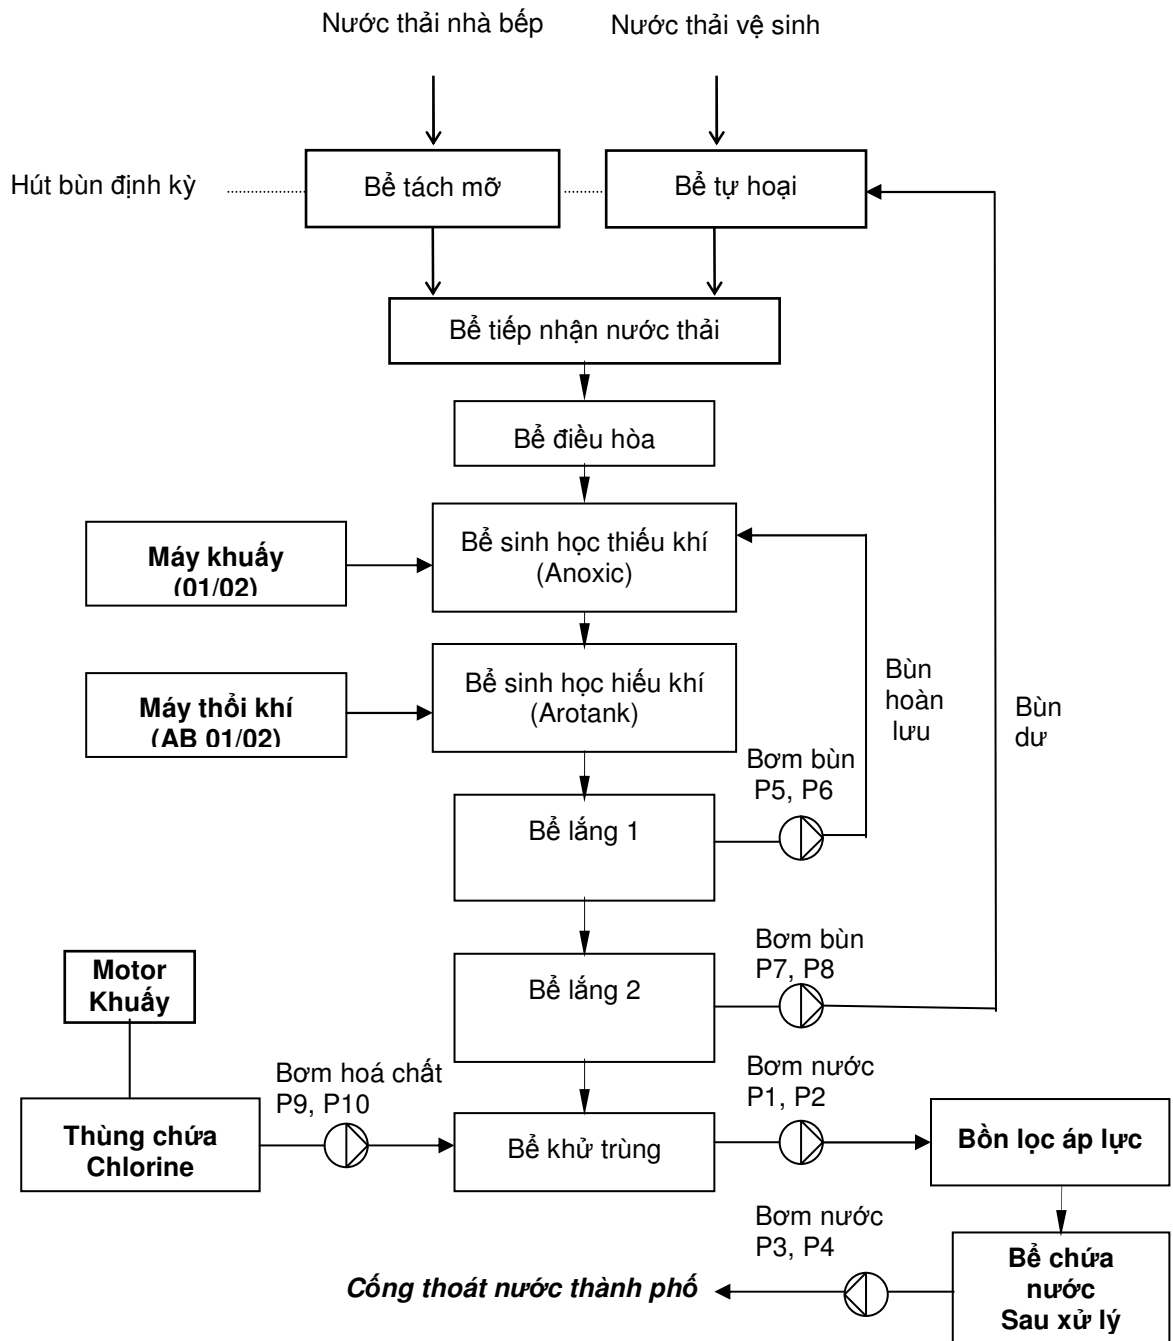 Nước thải nhà bếp
Nước thải vệ sinh
Hút bùn định kỳ
Bể tách mỡ
Bể tự hoại
Bể tiếp nhận nước thải
Bể điều hòa
Máy khuấy
(01/02)
Bể sinh học thiếu khí
(Anoxic)
Máy thổi khí
(AB 01/02)
Bể sinh học hiếu khí
(Arotank)
Bùn
hoàn
lưu
Bùn
dư
Bơm bùn
P5, P6
Bể lắng 1
Bơm bùn
P7, P8
Bể lắng 2
Motor
Khuấy
Bơm hoá chất
P9, P10
Thùng chứa
Chlorine
Bể khử trùng
Bơm nước
P1, P2
Bồn lọc áp lực
Bơm nước
P3, P4
Bể chứa
nước
Sau xử lý
Cống thoát nước thành phố